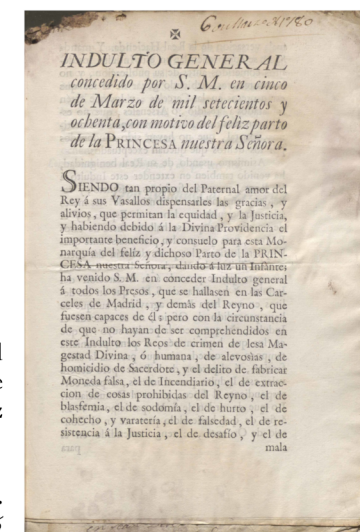 1780
✠
INDULTO GENERAL
concedido por S. M. en cinco
de Marzo de mil setecientos y
ochenta, con motivo del feliz parto
de la PRINCESA nuestra Señora.
SIENDO tan propio del Paternal amor del
Rey á sus Vasallos dispensarles las gracias, y
alivios, que permitan la equidad, y la Justicia,
y habiendo debido á la Divina Providencia el
importante beneficio, y consuelo para esta Mo-
narquía del felíz y dichoso Parto de la PRIN-
CESA nuestra Señora, dando á luz un Infante;
ha venido S. M. en conceder Indulto general
á todos los Presos, que se hallasen en las Car-
celes de Madrid, y demás del Reyno, que
fuesen capaces de él; pero con la circunstancia
de que no hayan de ser comprehendidos en
este Indulto los Reos de crimen de lesa Ma-
gestad Divina, ó humana, de alevosías, de
homicidio de Sacerdote, y el delito de fabricar
Moneda falsa, el de Incendiario, el de extrac-
cion de cosas prohibidas del Reyno, el de
blasfemia, el de sodomía, el de hurto, el de
cohecho, y varatería, el de falsedad, el de re-
sistencia á la Justicia, el de desafío, y el de
mala